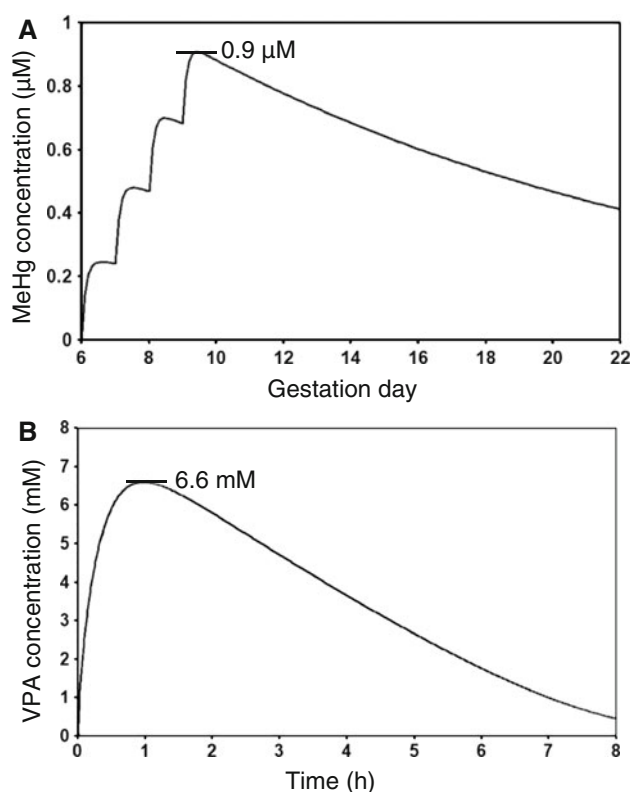 A
MeHg concentration (µM)
1
0.8
0.6
0.4
0.2
0
0.9 µM
6 8 10 12 14 16 18 20 22
Gestation day
B
VPA concentration (mM)
8
7
6
5
4
3
2
1
0
6.6 mM
0 1 2 3 4 5 6 7 8
Time (h)